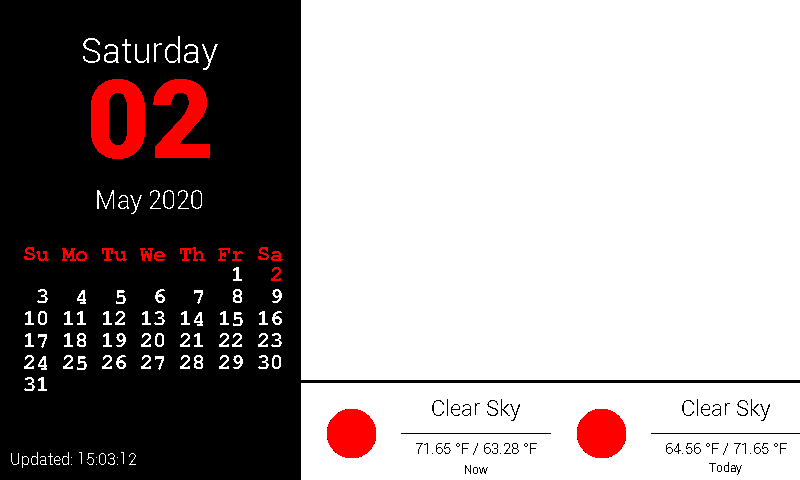 Saturday
02
May 2020
Su Mo Tu We Th Fr Sa
1 2
3 4 5 6 7 8 9
10 11 12 13 14 15 16
17 18 19 20 21 22 23
24 25 26 27 28 29 30
31
Updated: 15:03:12
Clear Sky
71.65 °F / 63.28 °F
Now
Clear Sky
64.56 °F / 71.65 °F
Today